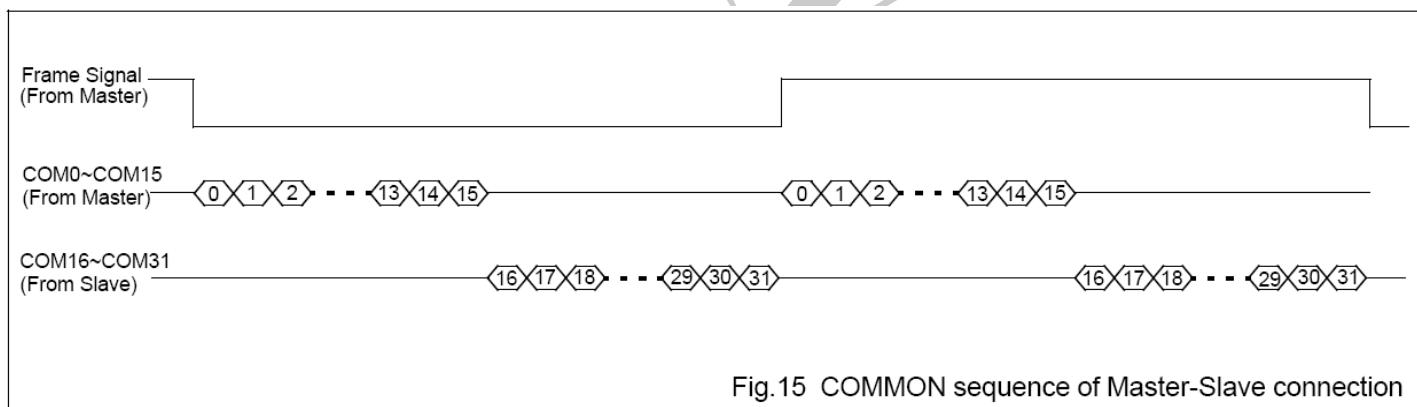 Frame Signal
(From Master)
COM0~COM15
(From Master)
0 1 2 13 14 15 0 1 2 13 14 15
COM16~COM31
(From Slave)
16 17 18 29 30 31 16 17 18 29 30 31
Fig.15 COMMON sequence of Master-Slave connection